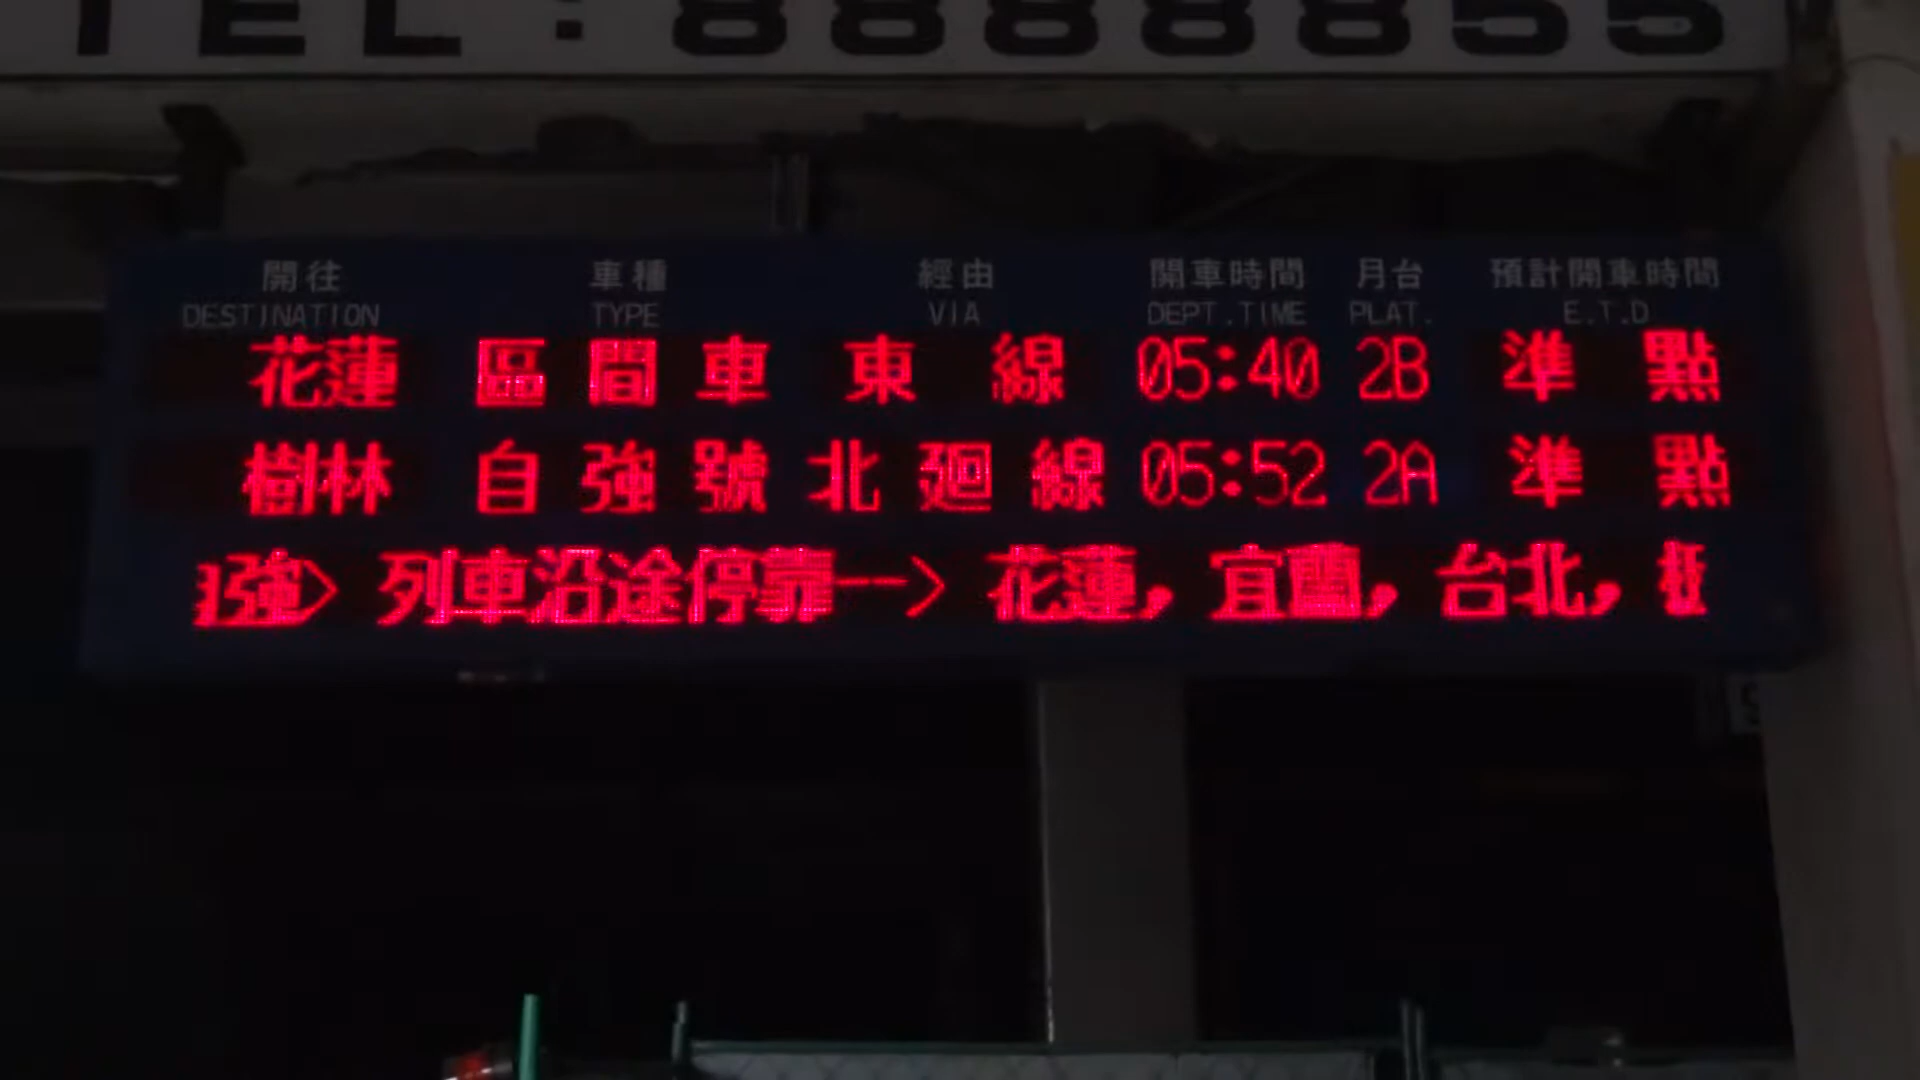 TEL:8888855
開往 車種 經由 開車時間 月台 預計開車時間
DESTINATION TYPE VIA DEPT.TIME PLAT. E.T.D
花蓮 區間車 東線 05:40 2B 準點
樹林 自強號 北廻線 05:52 2A 準點
強> 列車沿途停靠--> 花蓮, 宜蘭, 台北,